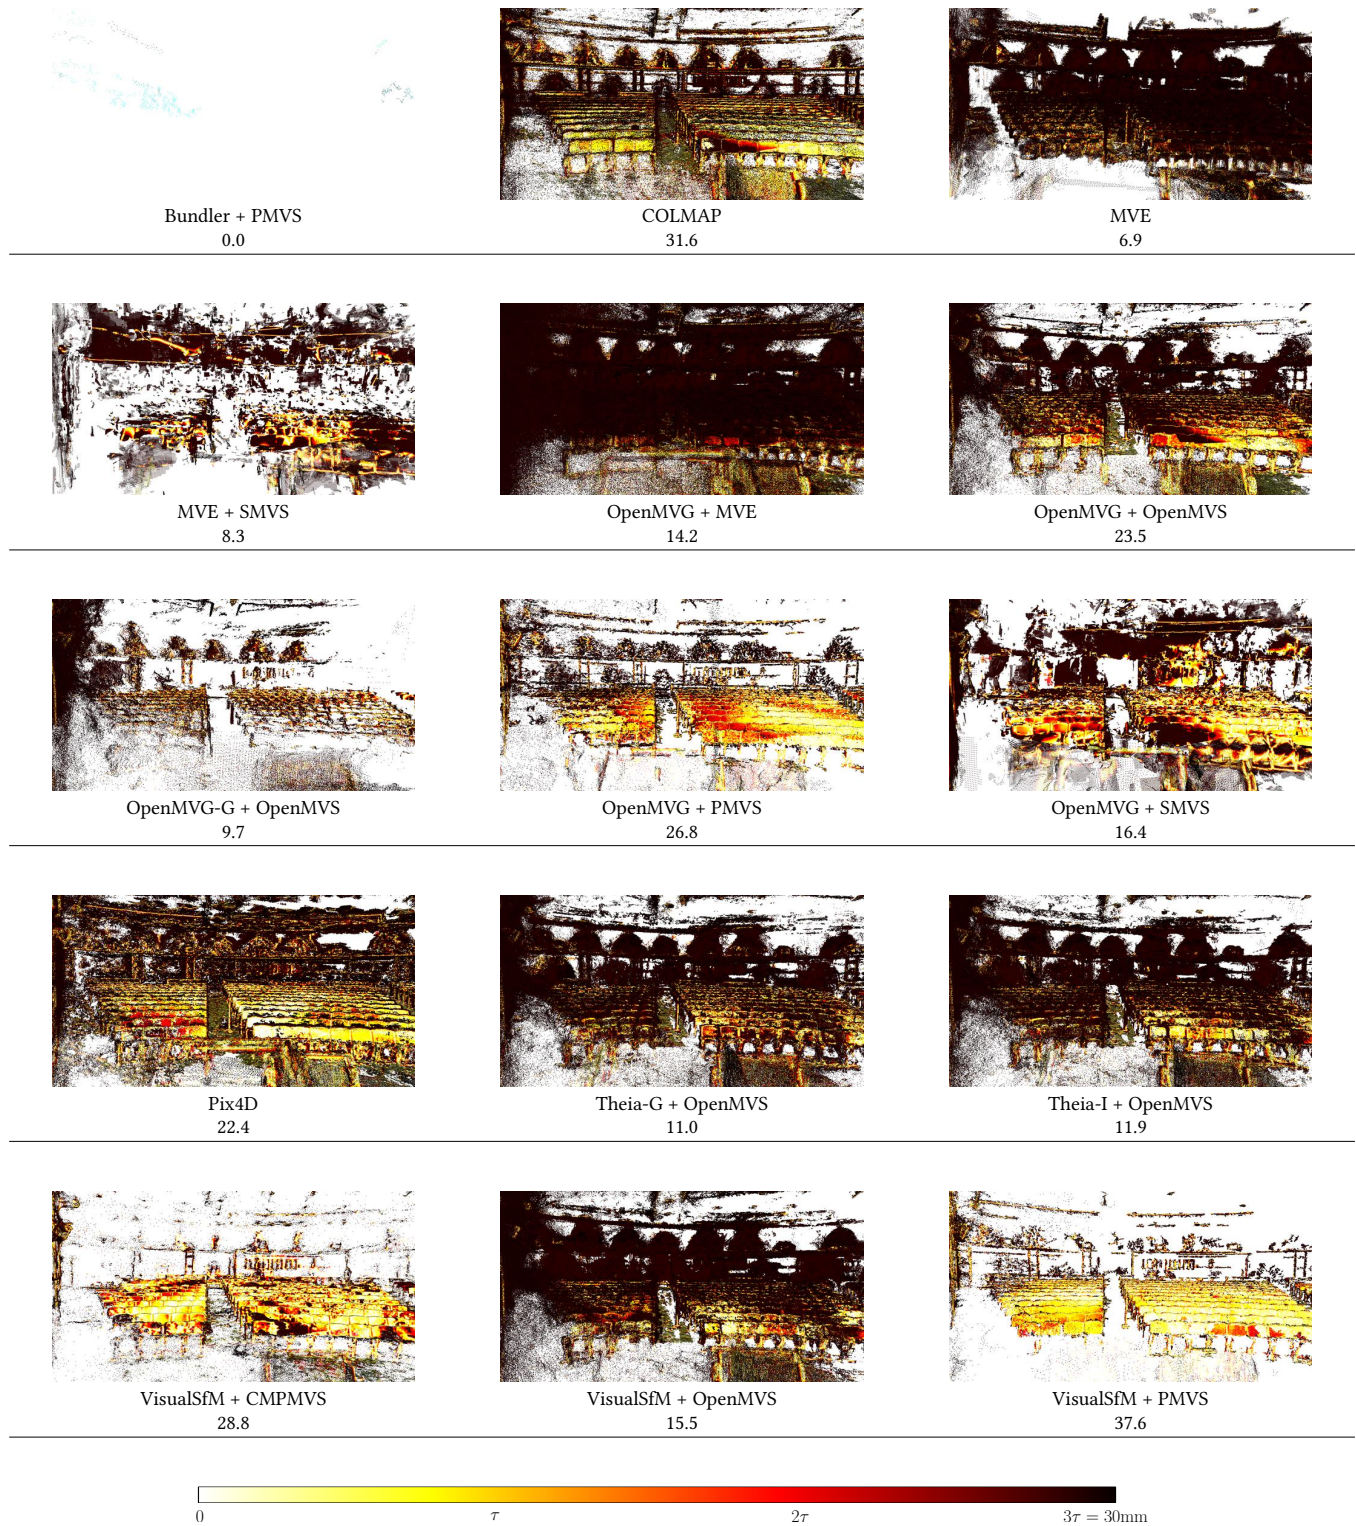 Bundler + PMVS
0.0
COLMAP
31.6
MVE
6.9
MVE + SMVS
8.3
OpenMVG + MVE
14.2
OpenMVG + OpenMVS
23.5
OpenMVG-G + OpenMVS
9.7
OpenMVG + PMVS
26.8
OpenMVG + SMVS
16.4
Pix4D
22.4
Theia-G + OpenMVS
11.0
Theia-I + OpenMVS
11.9
VisualSfM + CMPMVS
28.8
VisualSfM + OpenMVS
15.5
VisualSfM + PMVS
37.6
0 τ 2τ 3τ = 30mm